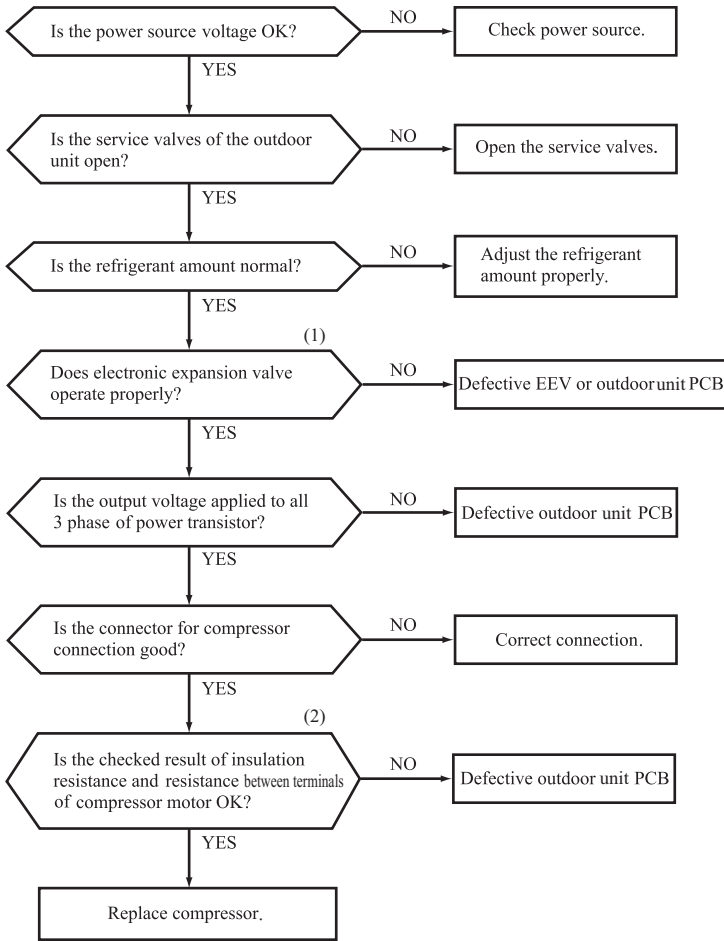 Is the power source voltage OK?
NO
Check power source.
YES
Is the service valves of the outdoor
unit open?
NO
Open the service valves.
YES
Is the refrigerant amount normal?
NO
Adjust the refrigerant
amount properly.
YES
(1)
Does electronic expansion valve
operate properly?
NO
Defective EEV or outdoor unit PCB
YES
Is the output voltage applied to all
3 phase of power transistor?
NO
Defective outdoor unit PCB
YES
Is the connector for compressor
connection good?
NO
Correct connection.
YES
(2)
Is the checked result of insulation
resistance and resistance between terminals
of compressor motor OK?
NO
Defective outdoor unit PCB
YES
Replace compressor.